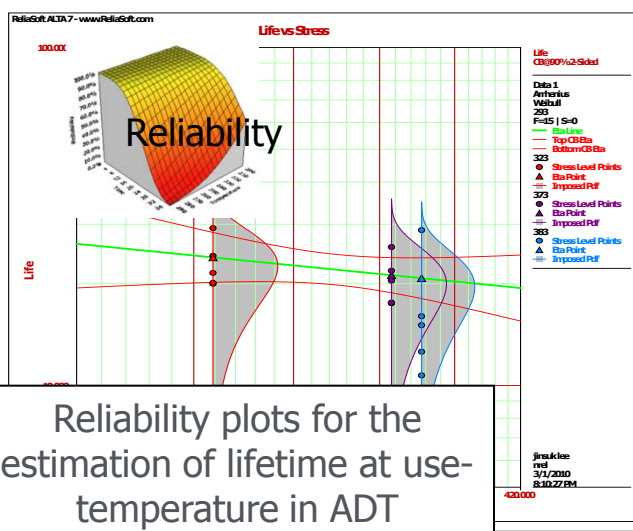 ReliaSoft ALTA 7 - www.ReliaSoft.com
Life vs Stress
100.000
Reliability
Life
Life
CB@90% 2-Sided
Data 1
Arrhenius
Weibull
293
F=15 | S=0
Eta Line
Top CB Eta
Bottom CB Eta
323
Stress Level Points
Eta Point
Imposed Pdf
373
Stress Level Points
Eta Point
Imposed Pdf
383
Stress Level Points
Eta Point
Imposed Pdf
Reliability plots for the
estimation of lifetime at use-
temperature in ADT
jinsuk lee
nrel
3/1/2010
8:10:27 PM
420.000